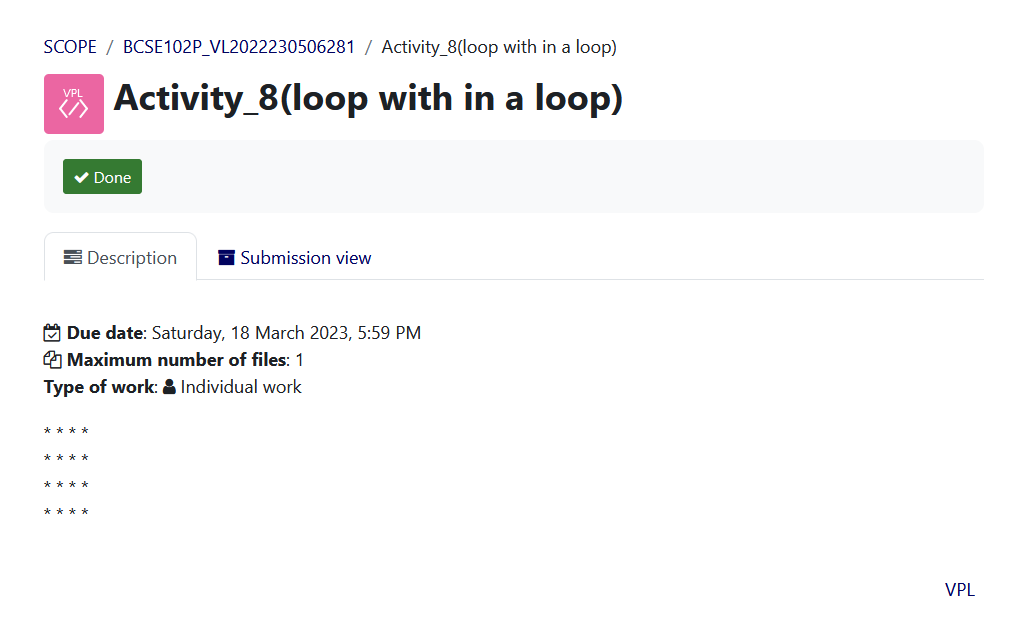 SCOPE / BCSE102P_VL2022230506281 / Activity_8(loop with in a loop)
VPL
Activity_8(loop with in a loop)
Done
Description Submission view
Due date: Saturday, 18 March 2023, 5:59 PM
Maximum number of files: 1
Type of work: Individual work
* * * *
* * * *
* * * *
* * * *
VPL